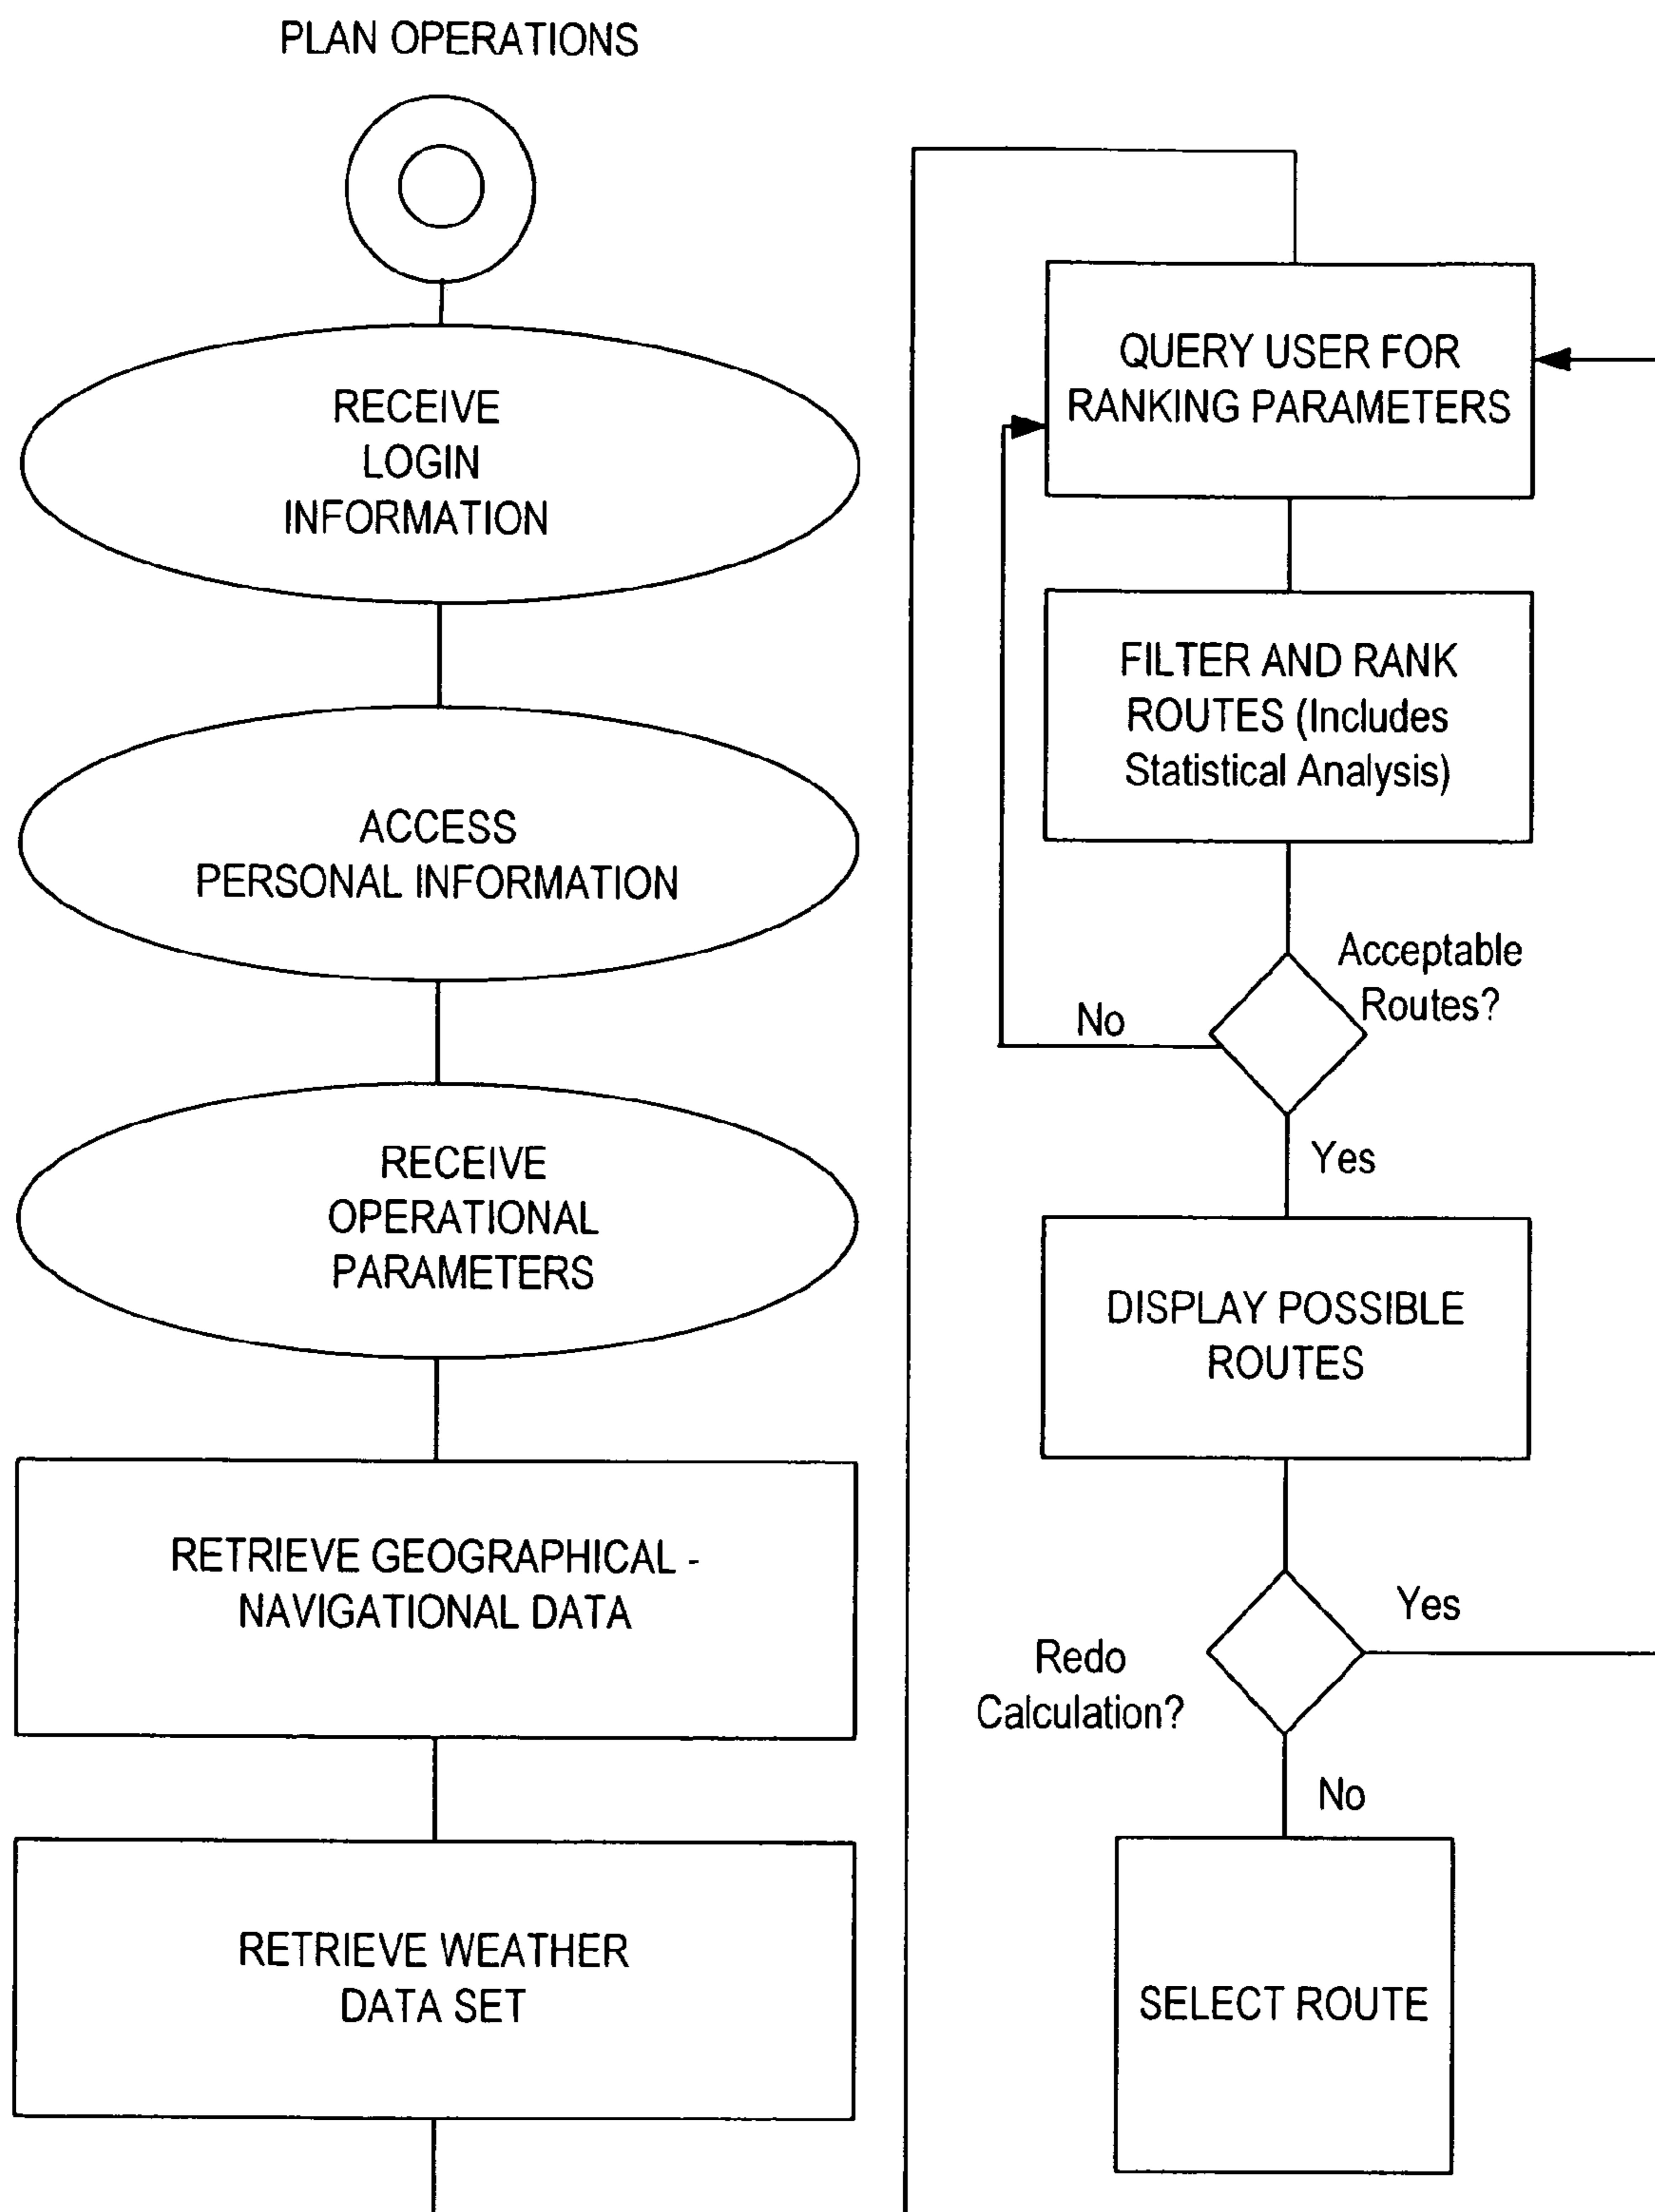 PLAN OPERATIONS
RECEIVE
LOGIN
INFORMATION
ACCESS
PERSONAL INFORMATION
RECEIVE
OPERATIONAL
PARAMETERS
RETRIEVE GEOGRAPHICAL -
NAVIGATIONAL DATA
RETRIEVE WEATHER
DATA SET
QUERY USER FOR
RANKING PARAMETERS
FILTER AND RANK
ROUTES (Includes
Statistical Analysis)
Acceptable
Routes?
No
Yes
DISPLAY POSSIBLE
ROUTES
Redo
Calculation?
Yes
No
SELECT ROUTE